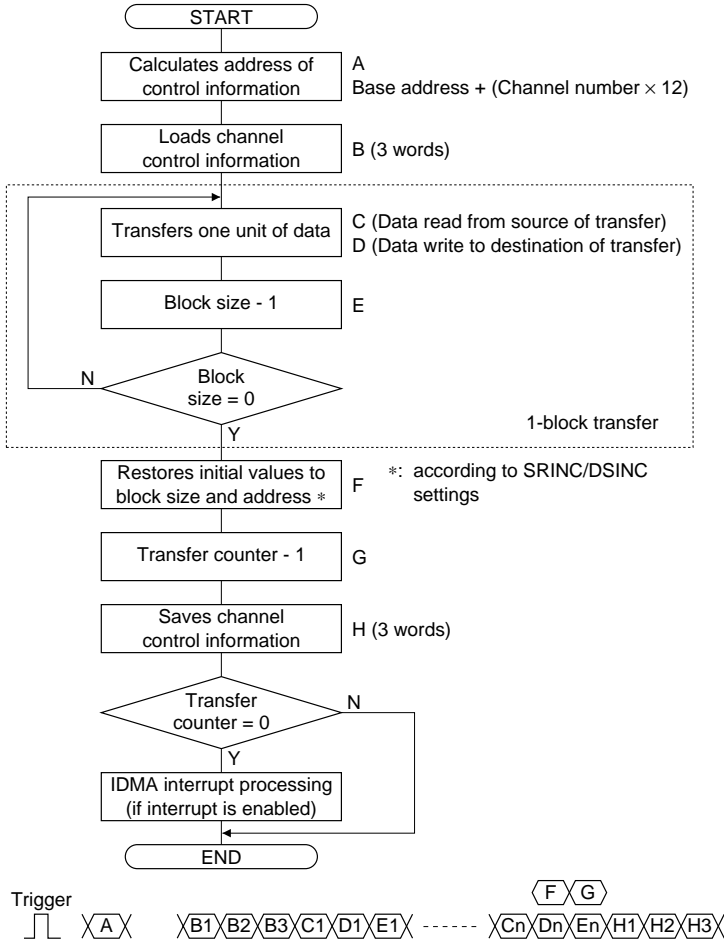 START
Calculates address of
control information
A
Base address + (Channel number × 12)
Loads channel
control information
B (3 words)
Transfers one unit of data
C (Data read from source of transfer)
D (Data write to destination of transfer)
Block size - 1
E
N
Block
size = 0
Y
1-block transfer
Restores initial values to
block size and address *
F
*: according to SRINC/DSINC
settings
Transfer counter - 1
G
Saves channel
control information
H (3 words)
Transfer
counter = 0
N
Y
IDMA interrupt processing
(if interrupt is enabled)
END
Trigger
F G
A B1 B2 B3 C1 D1 E1 Cn Dn En H1 H2 H3